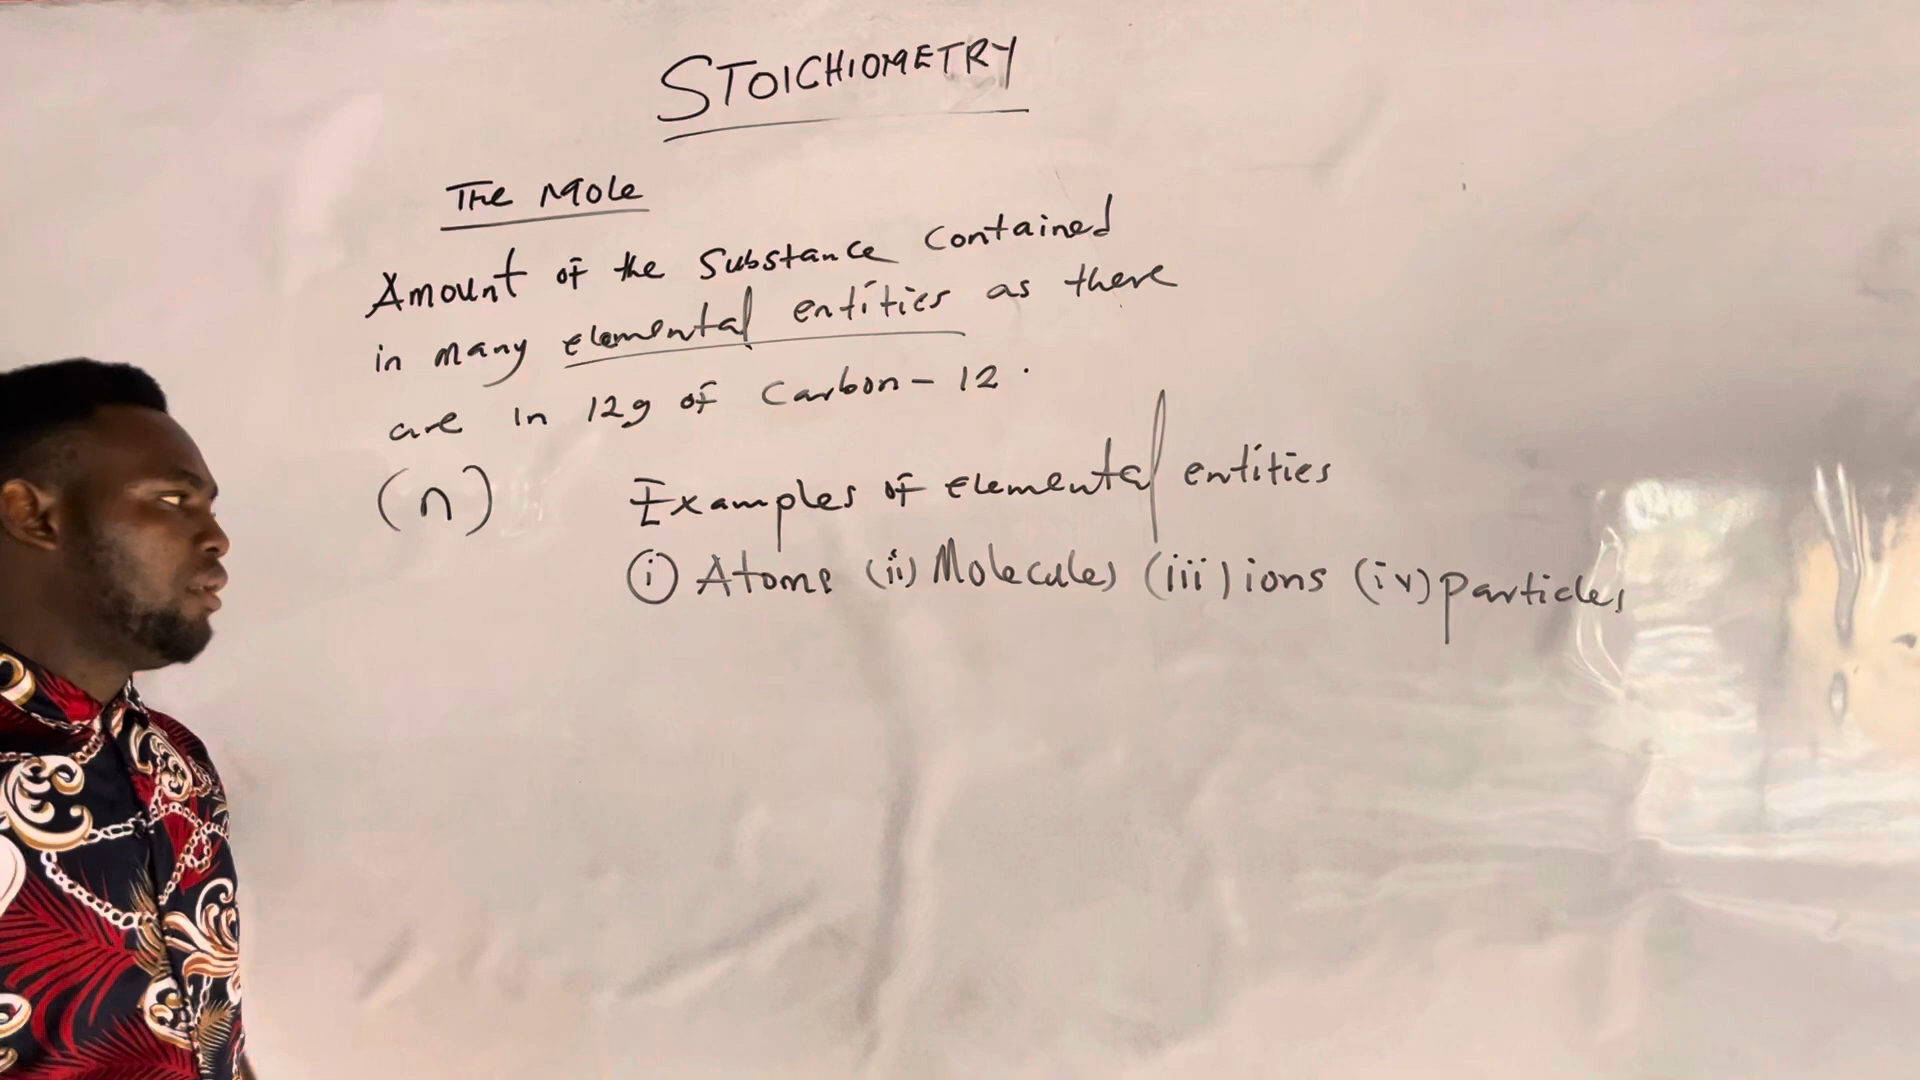 STOICHIOMETRY
The Mole
Amount of the Substance Contained
in many elemental entities as there
are in 12g of Carbon-12.
(n)
Examples of elemental entities
(i) Atoms (ii) Molecules (iii) ions (iv) particles